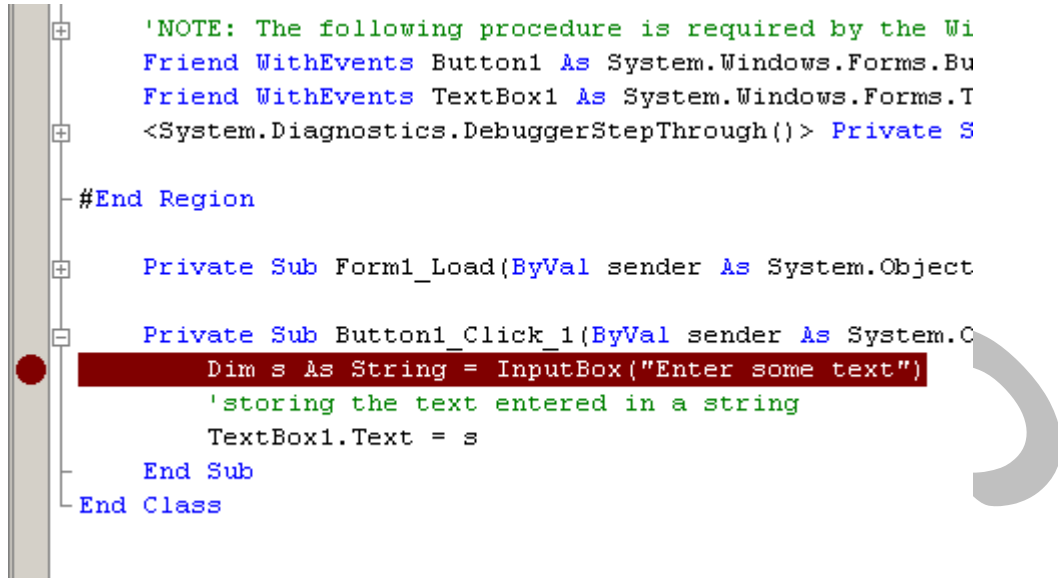 'NOTE: The following procedure is required by the Wi
Friend WithEvents Button1 As System.Windows.Forms.Bu
Friend WithEvents TextBox1 As System.Windows.Forms.T
<System.Diagnostics.DebuggerStepThrough()> Private S
#End Region
Private Sub Form1_Load(ByVal sender As System.Object
Private Sub Button1_Click_1(ByVal sender As System.O
Dim s As String = InputBox("Enter some text")
'storing the text entered in a string
TextBox1.Text = s
End Sub
End Class